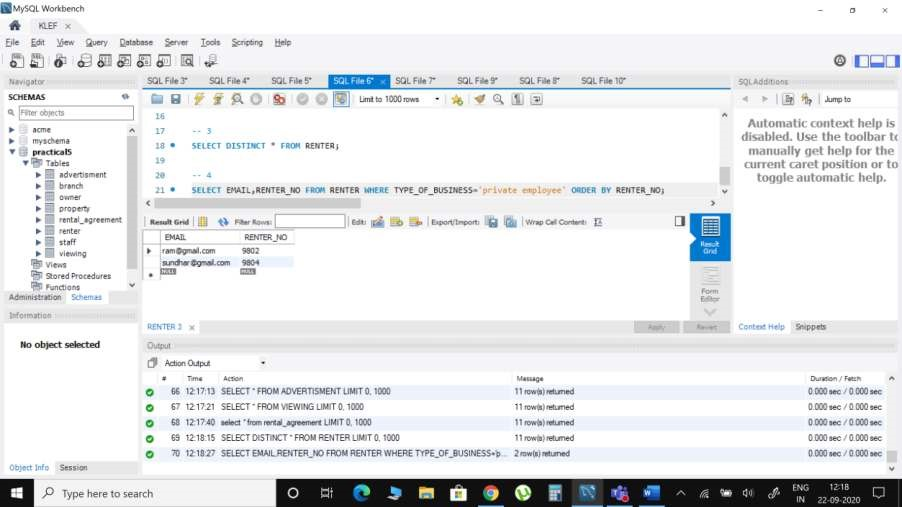 MySQL Workbench
KLEF
File Edit View Query Database Server Tools Scripting Help
Navigator
SCHEMAS
Filter objects
acme
myschema
practical5
Tables
advertisment
branch
owner
property
rental_agreement
renter
staff
viewing
Views
Stored Procedures
Functions
Administration Schemas
Information
No object selected
Object Info Session
SQL File 3* SQL File 4* SQL File 5* SQL File 6* SQL File 7* SQL File 9* SQL File 8* SQL File 10*
Limit to 1000 rows
16
17 -- 3
18 SELECT DISTINCT * FROM RENTER;
19
20 -- 4
21 SELECT EMAIL,RENTER_NO FROM RENTER WHERE TYPE_OF_BUSINESS='private employee' ORDER BY RENTER_NO;
Result Grid Filter Rows: Edit: Export/Import: Wrap Cell Content:
EMAIL RENTER_NO
ram@gmail.com 9802
sundhar@gmail.com 9804
NULL NULL
Result
Grid
Form
Editor
RENTER 3 Apply Revert
SQLAdditions
Jump to
Automatic context help is
disabled. Use the toolbar to
manually get help for the
current caret position or to
toggle automatic help.
Context Help Snippets
Output
Action Output
# Time Action Message Duration / Fetch
66 12:17:13 SELECT * FROM ADVERTISMENT LIMIT 0, 1000 11 row(s) returned 0.000 sec / 0.000 sec
67 12:17:21 SELECT * FROM VIEWING LIMIT 0, 1000 11 row(s) returned 0.000 sec / 0.000 sec
68 12:17:40 select * from rental_agreement LIMIT 0, 1000 11 row(s) returned 0.000 sec / 0.000 sec
69 12:18:15 SELECT DISTINCT * FROM RENTER LIMIT 0, 1000 11 row(s) returned 0.000 sec / 0.000 sec
70 12:18:27 SELECT EMAIL,RENTER_NO FROM RENTER WHERE TYPE_OF_BUSINESS='p... 2 row(s) returned 0.000 sec / 0.000 sec
Type here to search
ENG
IN
12:18
22-09-2020